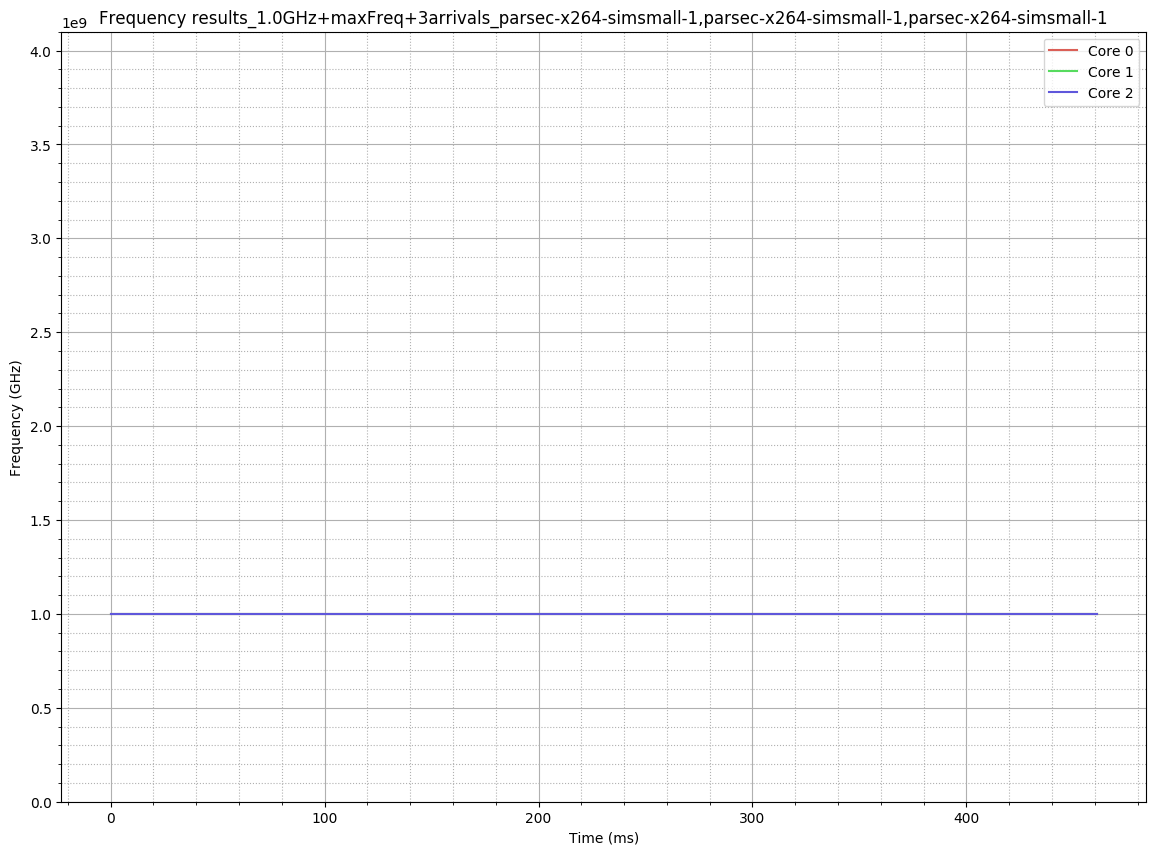 Frequency results_1.0GHz+maxFreq+3arrivals_parsec-x264-simsmall-1,parsec-x264-simsmall-1,parsec-x264-simsmall-1
1e9
Core 0
Core 1
Core 2
4.0
3.5
3.0
2.5
2.0
1.5
1.0
0.5
0.0
Frequency (GHz)
0 100 200 300 400
Time (ms)